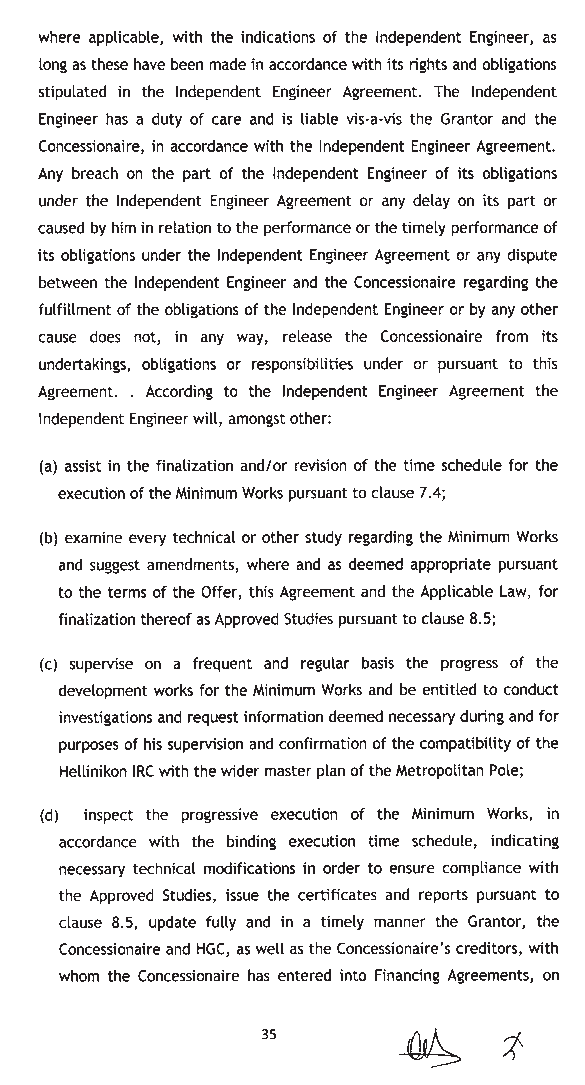 where applicable, with the indications of the Independent Engineer, as
long as these have been made in accordance with its rights and obligations
stipulated in the Independent Engineer Agreement. The Independent
Engineer has a duty of care and is liable vis-a-vis the Grantor and the
Concessionaire, in accordance with the Independent Engineer Agreement.
Any breach on the part of the Independent Engineer of its obligations
under the Independent Engineer Agreement or any delay on its part or
caused by him in relation to the performance or the timely performance of
its obligations under the Independent Engineer Agreement or any dispute
between the Independent Engineer and the Concessionaire regarding the
fulfillment of the obligations of the Independent Engineer or by any other
cause does not, in any way, release the Concessionaire from its
undertakings, obligations or responsibilities under or pursuant to this
Agreement. . According to the Independent Engineer Agreement the
Independent Engineer will, amongst other:
(a) assist in the finalization and/or revision of the time schedule for the
execution of the Minimum Works pursuant to clause 7.4;
(b) examine every technical or other study regarding the Minimum Works
and suggest amendments, where and as deemed appropriate pursuant
to the terms of the Offer, this Agreement and the Applicable Law, for
finalization thereof as Approved Studies pursuant to clause 8.5;
(c) supervise on a frequent and regular basis the progress of the
development works for the Minimum Works and be entitled to conduct
investigations and request information deemed necessary during and for
purposes of his supervision and confirmation of the compatibility of the
Hellinikon IRC with the wider master plan of the Metropolitan Pole;
(d) inspect the progressive execution of the Minimum Works, in
accordance with the binding execution time schedule, indicating
necessary technical modifications in order to ensure compliance with
the Approved Studies, issue the certificates and reports pursuant to
clause 8.5, update fully and in a timely manner the Grantor, the
Concessionaire and HGC, as well as the Concessionaire's creditors, with
whom the Concessionaire has entered into Financing Agreements, on
35